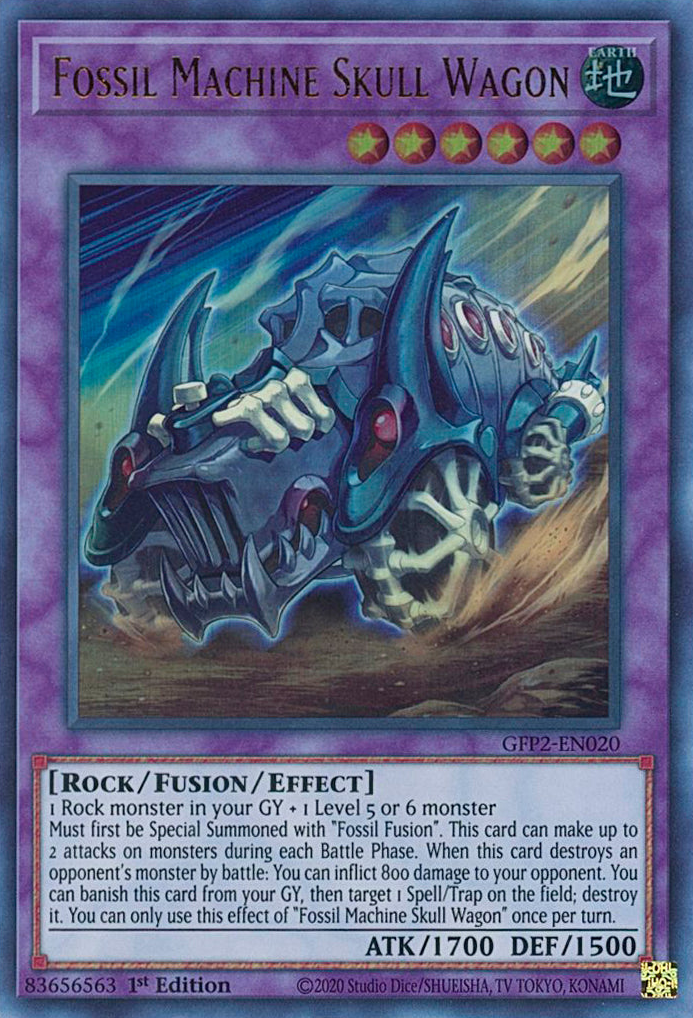 Fossil Machine Skull Wagon
EARTH
地
GFP2-EN020
[Rock/Fusion/Effect]
1 Rock monster in your GY + 1 Level 5 or 6 monster
Must first be Special Summoned with "Fossil Fusion". This card can make up to
2 attacks on monsters during each Battle Phase. When this card destroys an
opponent's monster by battle: You can inflict 800 damage to your opponent. You
can banish this card from your GY, then target 1 Spell/Trap on the field; destroy
it. You can only use this effect of "Fossil Machine Skull Wagon" once per turn.
ATK/1700 DEF/1500
83656563 1st Edition ©2020 Studio Dice/SHUEISHA, TV TOKYO, KONAMI